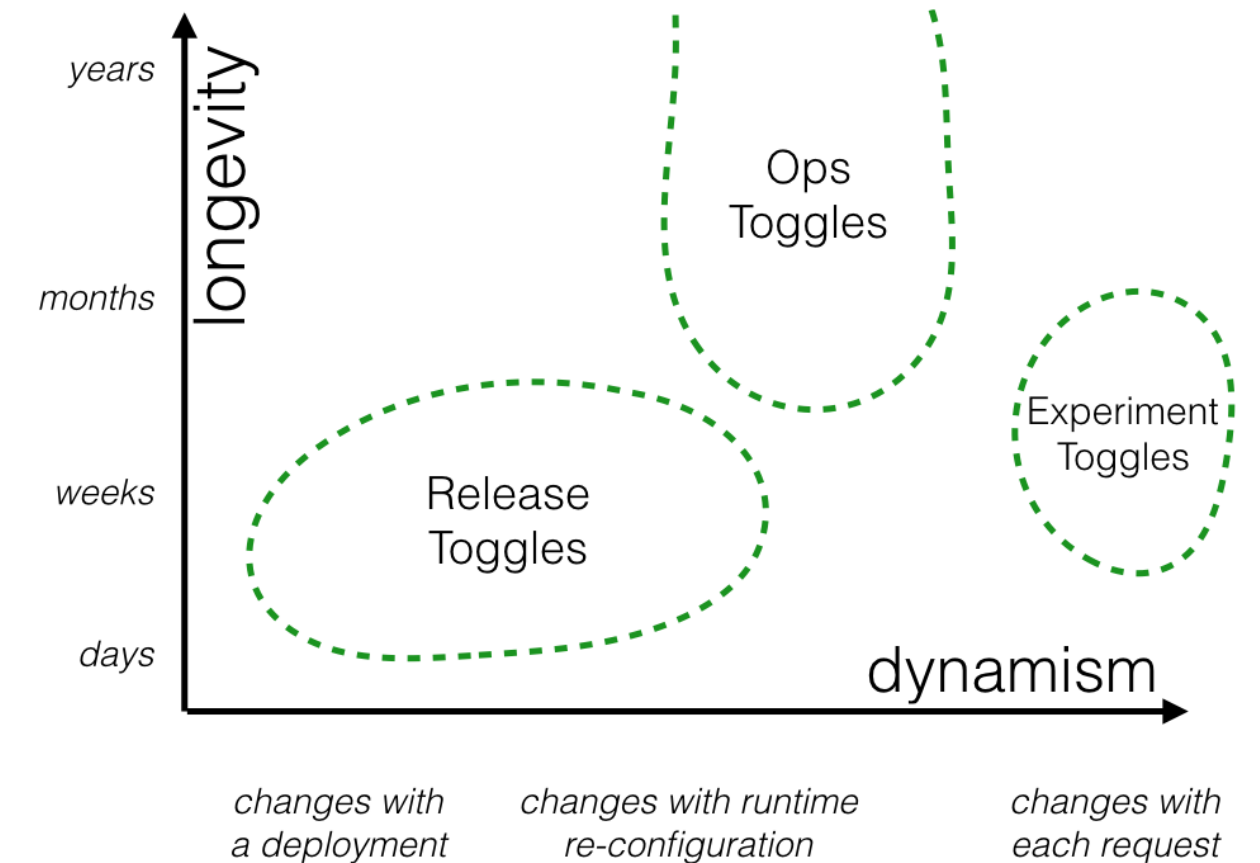 years
longevity
Ops
Toggles
months
Experiment
Toggles
weeks
Release
Toggles
days
dynamism
changes with
a deployment
changes with runtime
re-configuration
changes with
each request